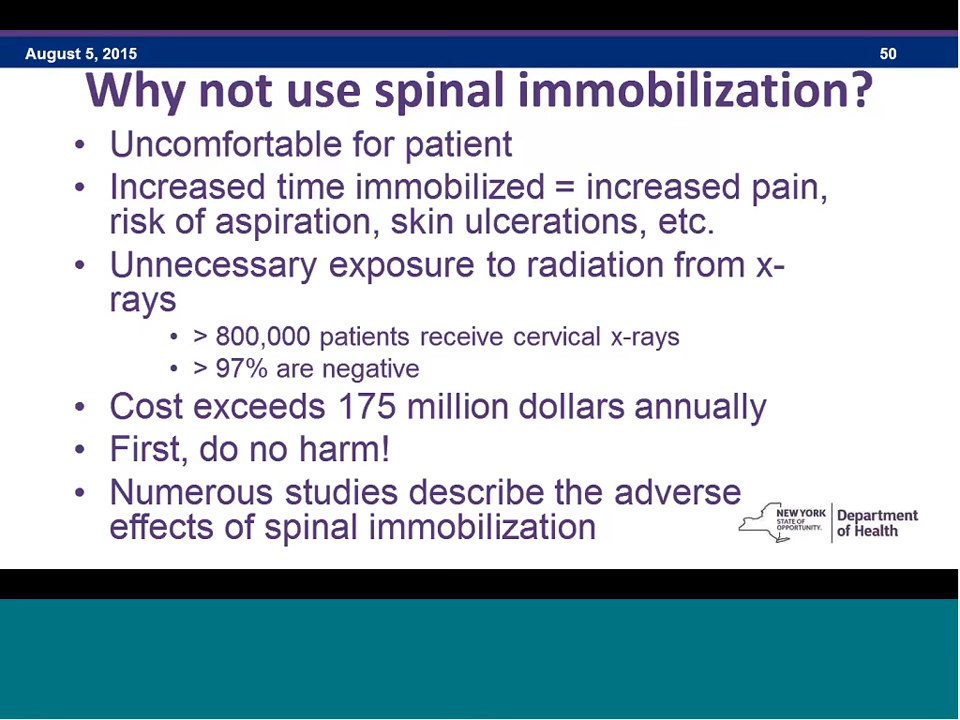 August 5, 2015
50
Why not use spinal immobilization?
• Uncomfortable for patient
• Increased time immobilized = increased pain,
risk of aspiration, skin ulcerations, etc.
• Unnecessary exposure to radiation from x-
rays
• > 800,000 patients receive cervical x-rays
• > 97% are negative
• Cost exceeds 175 million dollars annually
• First, do no harm!
• Numerous studies describe the adverse
effects of spinal immobilization
NEW YORK
STATE OF
OPPORTUNITY.
Department
of Health